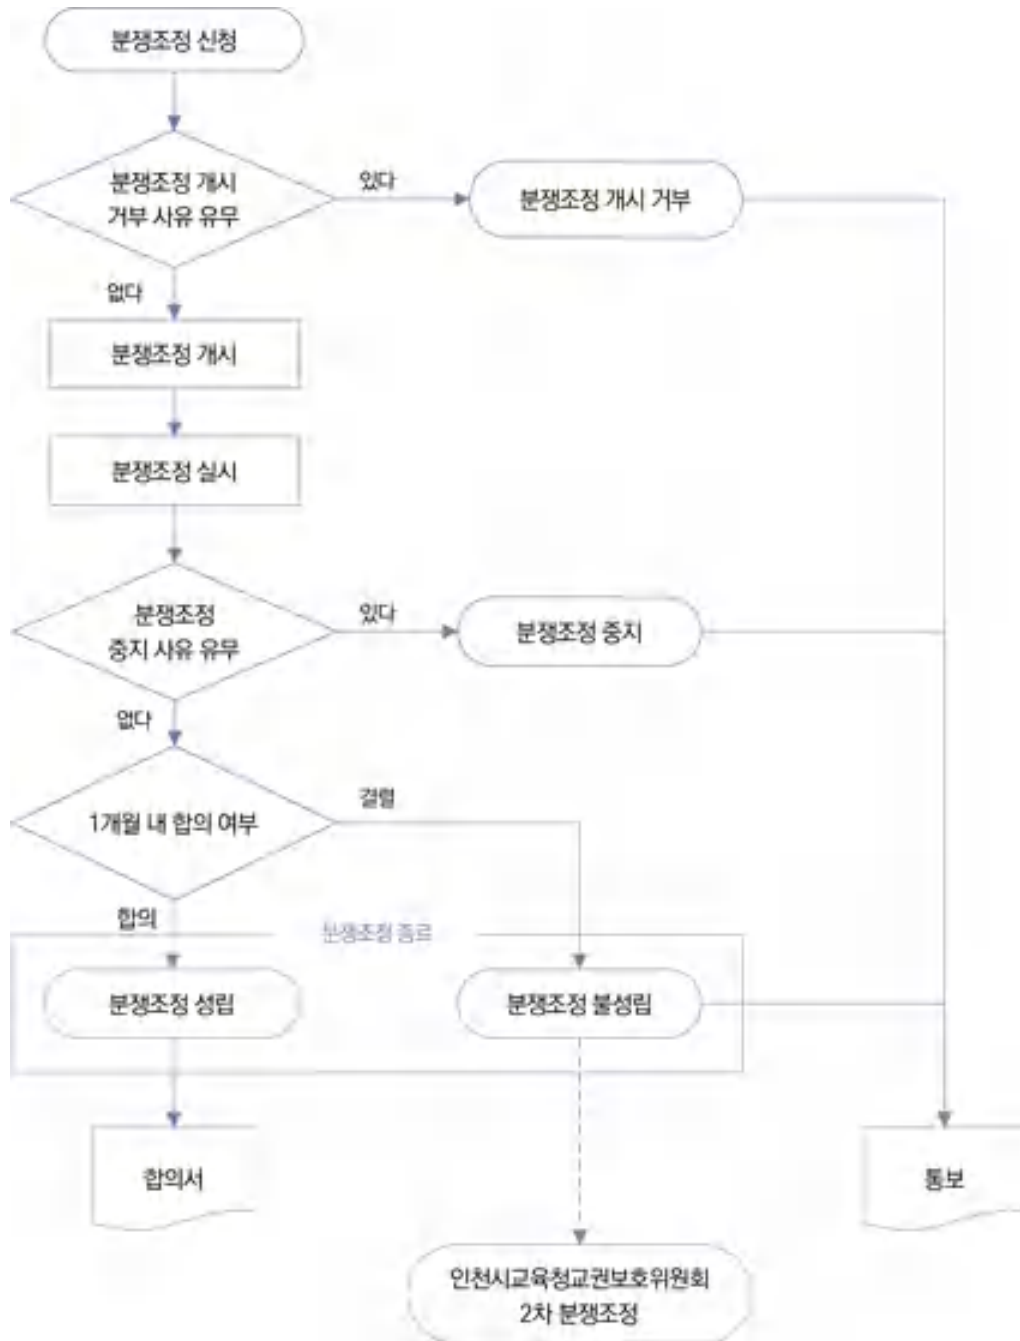 분쟁조정 신청
분쟁조정 개시
거부 사유 유무
있다
분쟁조정 개시 거부
없다
분쟁조정 개시
분쟁조정 실시
분쟁조정
중지 사유 유무
있다
분쟁조정 중지
없다
1개월 내 합의 여부
결렬
합의
분쟁조정 종료
분쟁조정 성립
분쟁조정 불성립
합의서
통보
인천시교육청교권보호위원회
2차 분쟁조정